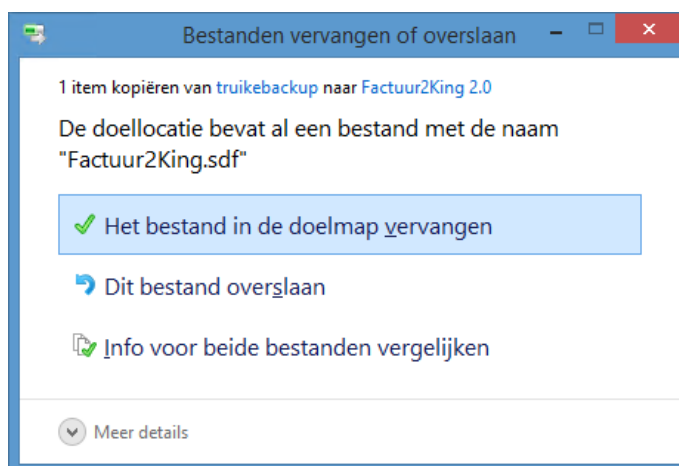 Bestanden vervangen of overslaan
1 item kopiëren van truikebackup naar Factuur2King 2.0
De doellocatie bevat al een bestand met de naam
"Factuur2King.sdf"
Het bestand in de doelmap vervangen
Dit bestand overslaan
Info voor beide bestanden vergelijken
Meer details